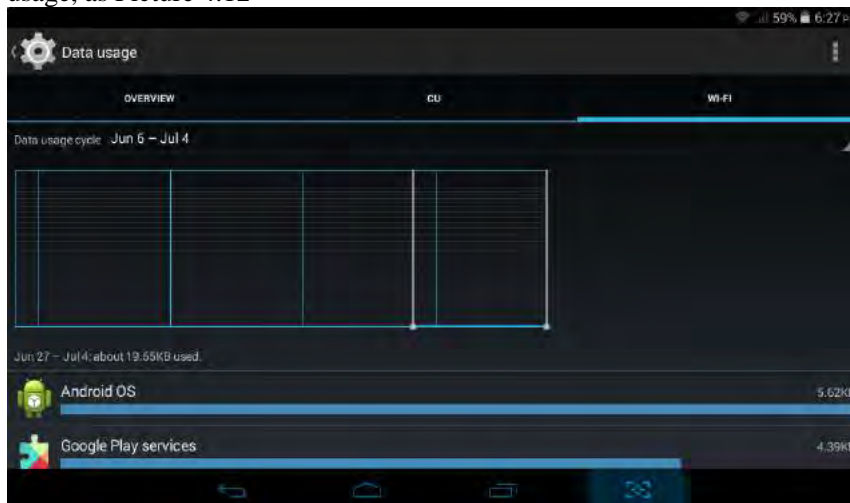 usage, as Picture 4.12
59% 6:27 P
Data usage
OVERVIEW CU WI-FI
Data usage cycle Jun 6 – Jul 4
Jun 27 – Jul 4: about 19.55KB used.
Android OS 5.62K
Google Play services 4.39K